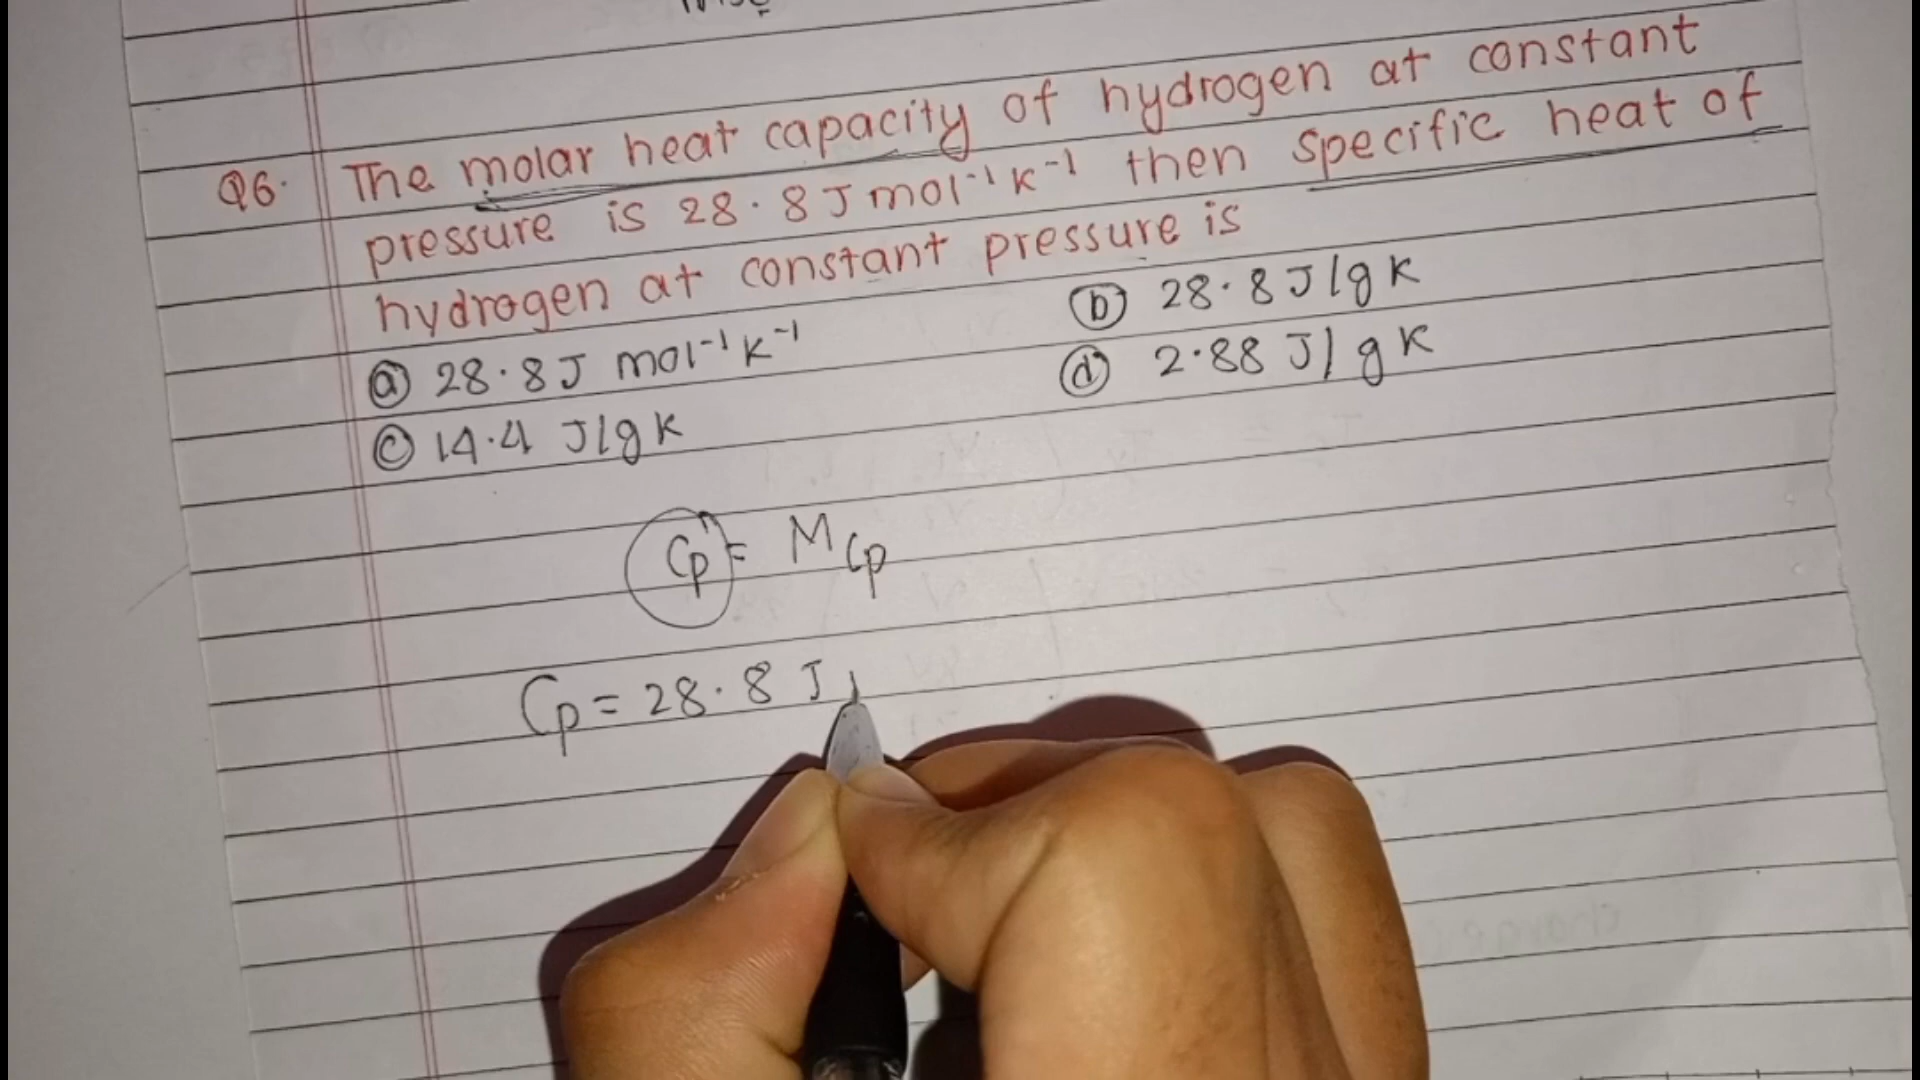 Q6. The molar heat capacity of hydrogen at constant
pressure is 28.8 J mol⁻¹ K⁻¹ then specific heat of
hydrogen at constant pressure is
ⓐ 28.8 J mol⁻¹ K⁻¹ ⓑ 28.8 J/g K
ⓒ 14.4 J/g K ⓓ 2.88 J/g K
Cp = M Cp
Cp = 28.8 J